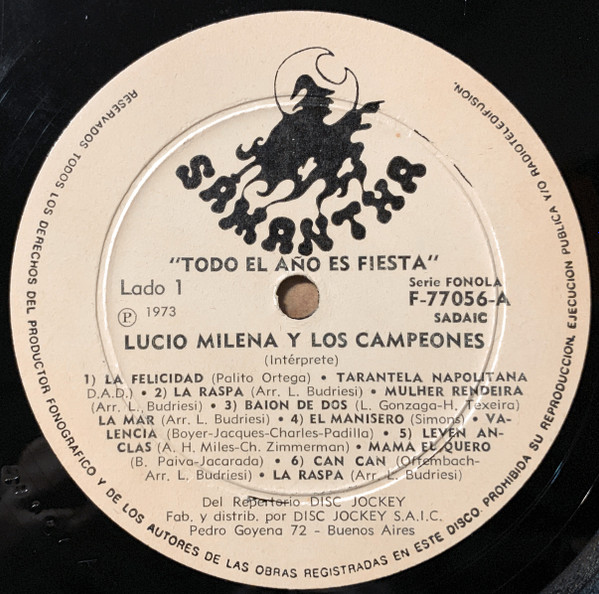 SAMANTHA
"TODO EL AÑO ES FIESTA"
Lado 1
Serie FONOLA
F-77056-A
Ⓟ 1973
SADAIC
LUCIO MILENA Y LOS CAMPEONES
(Intérprete)
1) LA FELICIDAD (Palito Ortega) • TARANTELA NAPOLITANA
D.A.D.) • 2) LA RASPA (Arr. L. Budriesi) • MULHER RENDEIRA
(Arr. L. Budriesi) • 3) BAION DE DOS (L. Gonzaga-H. Texeira)
LA MAR (Arr. L. Budriesi) • 4) EL MANISERO (Simons) • VA-
LENCIA (Boyer-Jacques-Charles-Padilla) • 5) LEVEN AN-
CLAS (A. H. Miles-Ch. Zimmerman) • MAMA EL QUERO
(B. Paiva-Jacarada) • 6) CAN CAN (Offembach-
Arr. L. Budriesi) • LA RASPA (Arr. L. Budriesi)
Del Repertorio DISC JOCKEY
Fab. y distrib. por DISC JOCKEY S.A.I.C.
Pedro Goyena 72 - Buenos Aires
RESERVADOS TODOS LOS DERECHOS DEL PRODUCTOR FONOGRAFICO Y DE LOS AUTORES DE LAS OBRAS REGISTRADAS EN ESTE DISCO. PROHIBIDA SU REPRODUCCION, EJECUCION PUBLICA Y/O RADIOTELEDIFUSION.